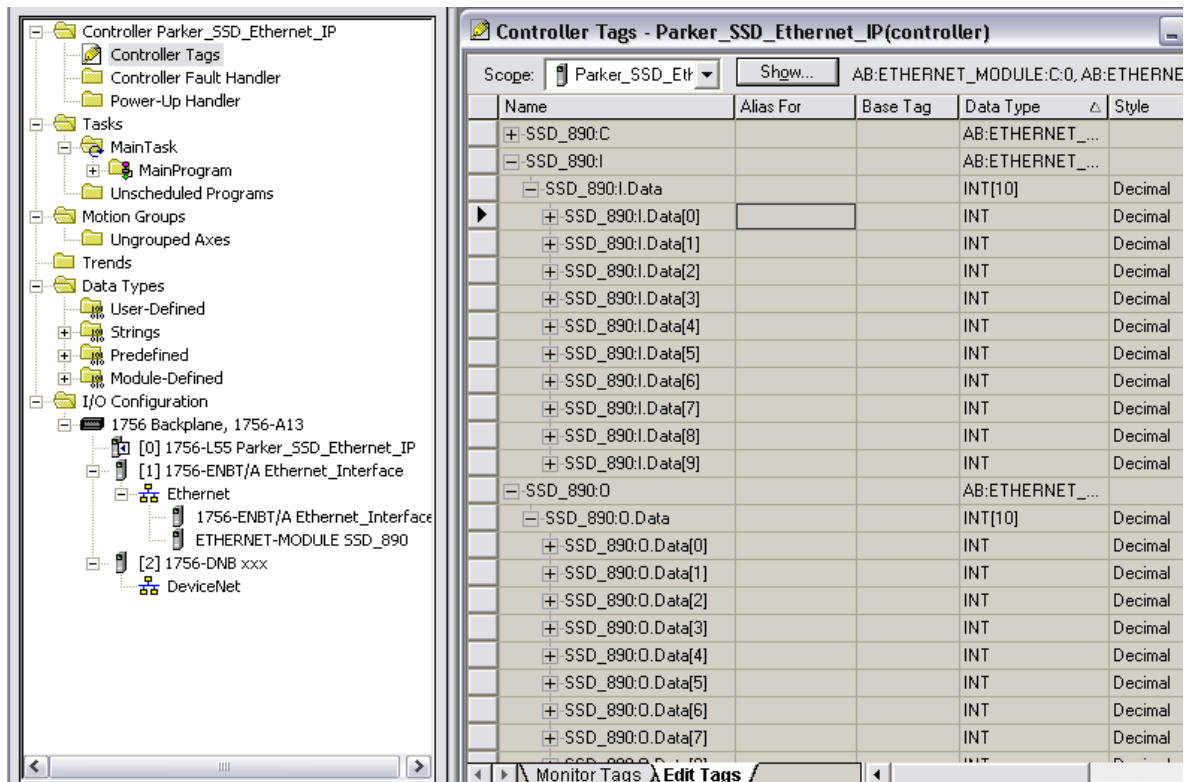 Controller Parker_SSD_Ethernet_IP
Controller Tags
Controller Fault Handler
Power-Up Handler
Tasks
MainTask
MainProgram
Unscheduled Programs
Motion Groups
Ungrouped Axes
Trends
Data Types
User-Defined
Strings
Predefined
Module-Defined
I/O Configuration
1756 Backplane, 1756-A13
[0] 1756-L55 Parker_SSD_Ethernet_IP
[1] 1756-ENBT/A Ethernet_Interface
Ethernet
1756-ENBT/A Ethernet_Interface
ETHERNET-MODULE SSD_890
[2] 1756-DNB xxx
DeviceNet
Controller Tags - Parker_SSD_Ethernet_IP(controller)
Scope: Parker_SSD_Eth Show... AB:ETHERNET_MODULE:C:0, AB:ETHERNE
Name Alias For Base Tag Data Type Style
SSD_890:C AB:ETHERNET_...
SSD_890:I AB:ETHERNET_...
SSD_890:I.Data INT[10] Decimal
SSD_890:I.Data[0] INT Decimal
SSD_890:I.Data[1] INT Decimal
SSD_890:I.Data[2] INT Decimal
SSD_890:I.Data[3] INT Decimal
SSD_890:I.Data[4] INT Decimal
SSD_890:I.Data[5] INT Decimal
SSD_890:I.Data[6] INT Decimal
SSD_890:I.Data[7] INT Decimal
SSD_890:I.Data[8] INT Decimal
SSD_890:I.Data[9] INT Decimal
SSD_890:O AB:ETHERNET_...
SSD_890:O.Data INT[10] Decimal
SSD_890:O.Data[0] INT Decimal
SSD_890:O.Data[1] INT Decimal
SSD_890:O.Data[2] INT Decimal
SSD_890:O.Data[3] INT Decimal
SSD_890:O.Data[4] INT Decimal
SSD_890:O.Data[5] INT Decimal
SSD_890:O.Data[6] INT Decimal
SSD_890:O.Data[7] INT Decimal
Monitor Tags Edit Tags